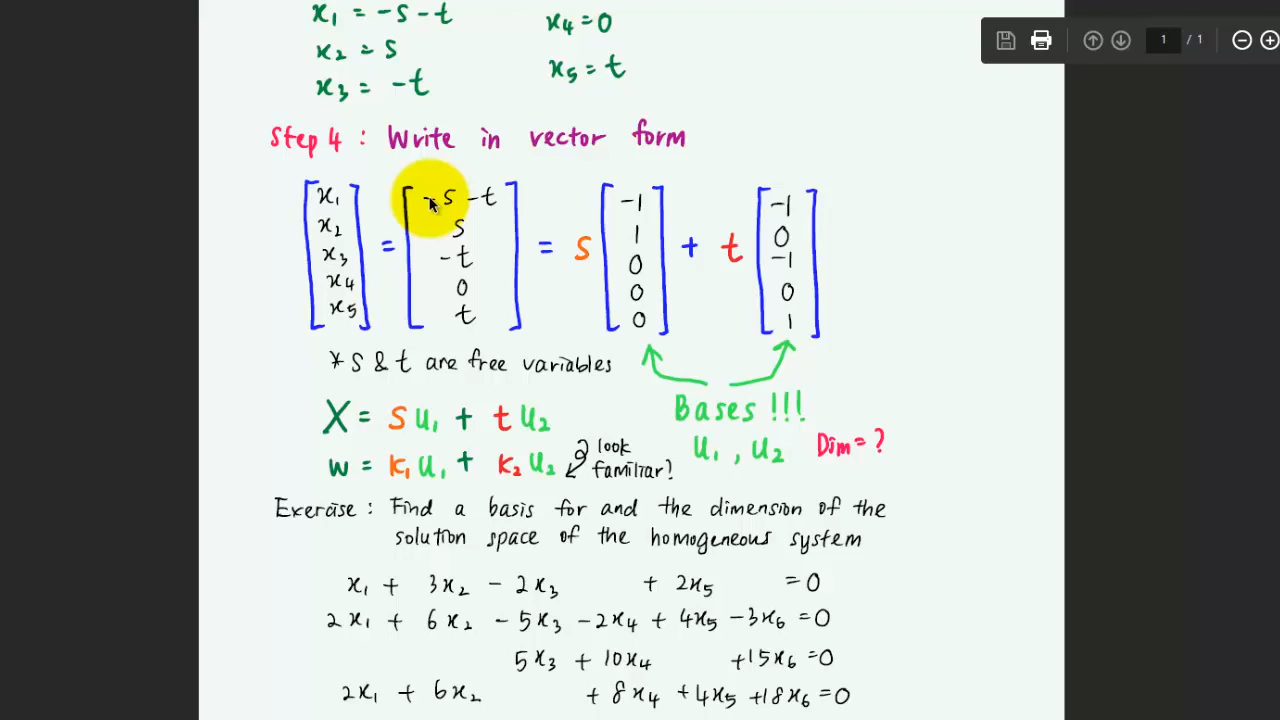 x₁ = -s - t    x₄ = 0
x₂ = s
x₃ = -t    x₅ = t
1 / 1
Step 4 : Write in vector form
[x₁ x₂ x₃ x₄ x₅] = [-s -t  s  -t  0  t] = s [-1 1 0 0 0] + t [-1 0 -1 0 1]
* s & t are free variables
Bases !!!
X = s u₁ + t u₂
u₁ , u₂  Dim = ?
w = k₁ u₁ + k₂ u₂
look
familiar?
Exercise : Find a basis for and the dimension of the
solution space of the homogeneous system
x₁ + 3x₂ - 2x₃ + 2x₅ = 0
2x₁ + 6x₂ - 5x₃ - 2x₄ + 4x₅ - 3x₆ = 0
5x₃ + 10x₄ + 15x₆ = 0
2x₁ + 6x₂ + 8x₄ + 4x₅ + 18x₆ = 0